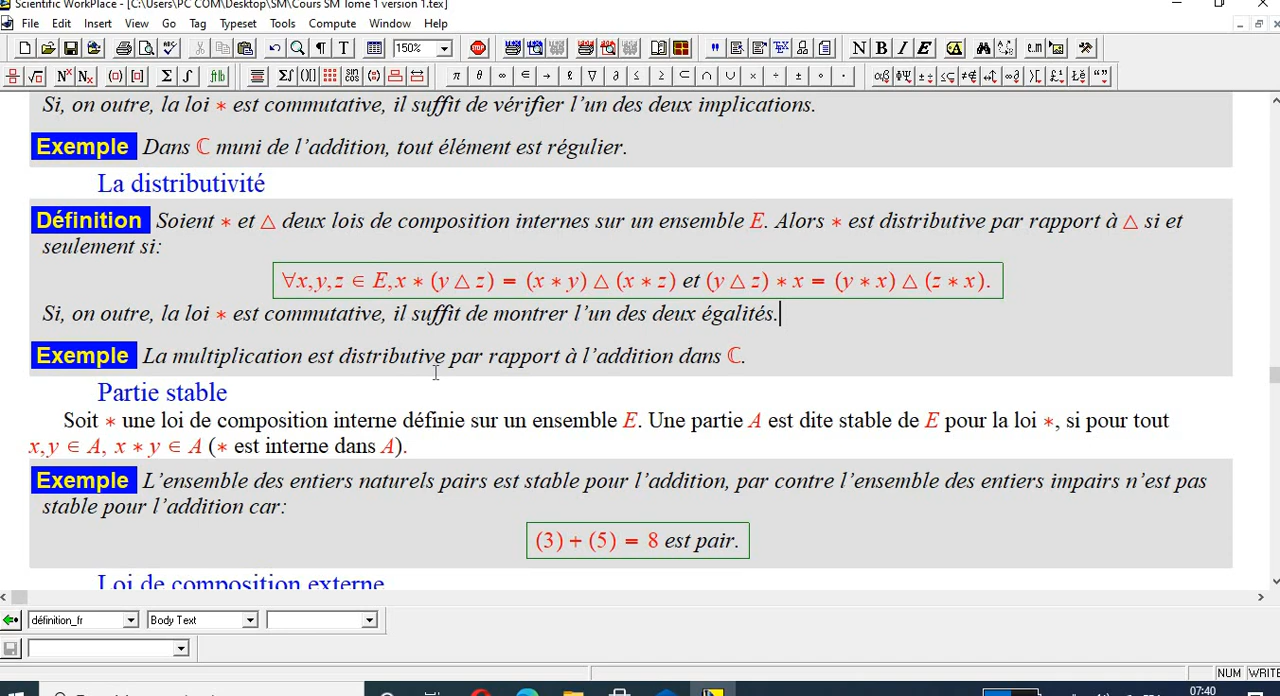 Scientific WorkPlace - [C:\Users\PC COM\Desktop\SM\Cours SM Tome 1 version 1.tex]
File Edit Insert View Go Tag Typeset Tools Compute Window Help
150%
Si, on outre, la loi * est commutative, il suffit de vérifier l'un des deux implications.
Exemple Dans ℂ muni de l'addition, tout élément est régulier.
La distributivité
Définition Soient * et △ deux lois de composition internes sur un ensemble E. Alors * est distributive par rapport à △ si et
seulement si:
∀x,y,z ∈ E,x * (y △ z) = (x * y) △ (x * z) et (y △ z) * x = (y * x) △ (z * x).
Si, on outre, la loi * est commutative, il suffit de montrer l'un des deux égalités.
Exemple La multiplication est distributive par rapport à l'addition dans ℂ.
Partie stable
Soit * une loi de composition interne définie sur un ensemble E. Une partie A est dite stable de E pour la loi *, si pour tout
x,y ∈ A, x * y ∈ A (* est interne dans A).
Exemple L'ensemble des entiers naturels pairs est stable pour l'addition, par contre l'ensemble des entiers impairs n'est pas
stable pour l'addition car:
(3) + (5) = 8 est pair.
Loi de composition externe
définition_fr Body Text
NUM WRITE
07:40